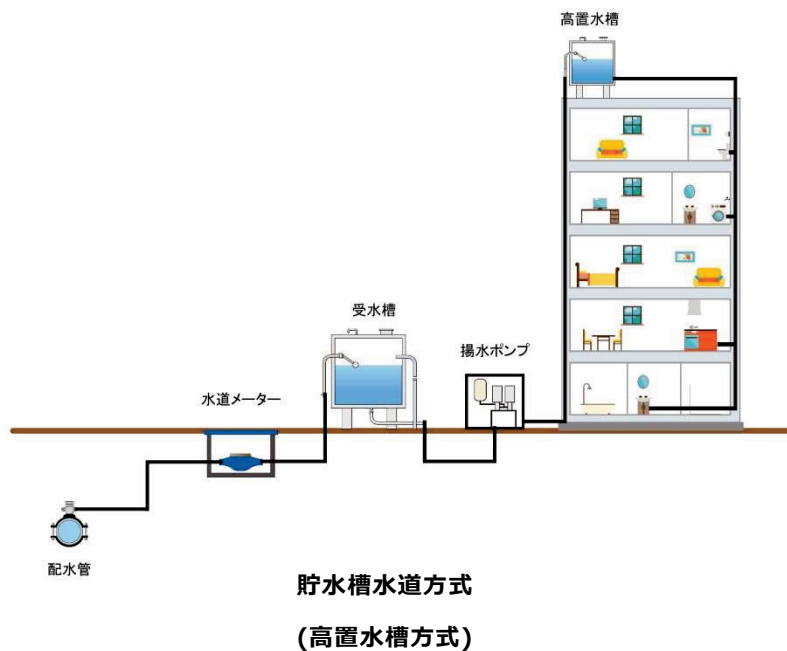 高置水槽
受水槽
揚水ポンプ
水道メーター
配水管
貯水槽水道方式
(高置水槽方式)